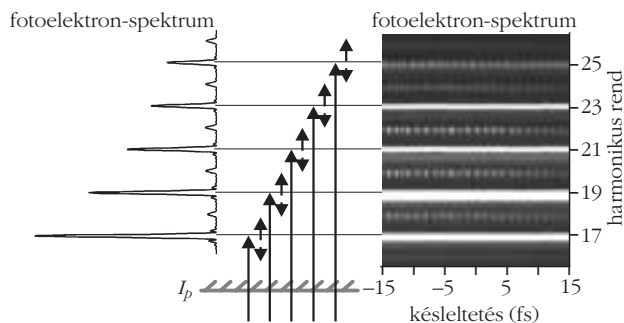 fotoelektron-spektrum
fotoelektron-spektrum
25
23
21
19
17
harmonikus rend
I_p
−15 −5 5 15
késleltetés (fs)